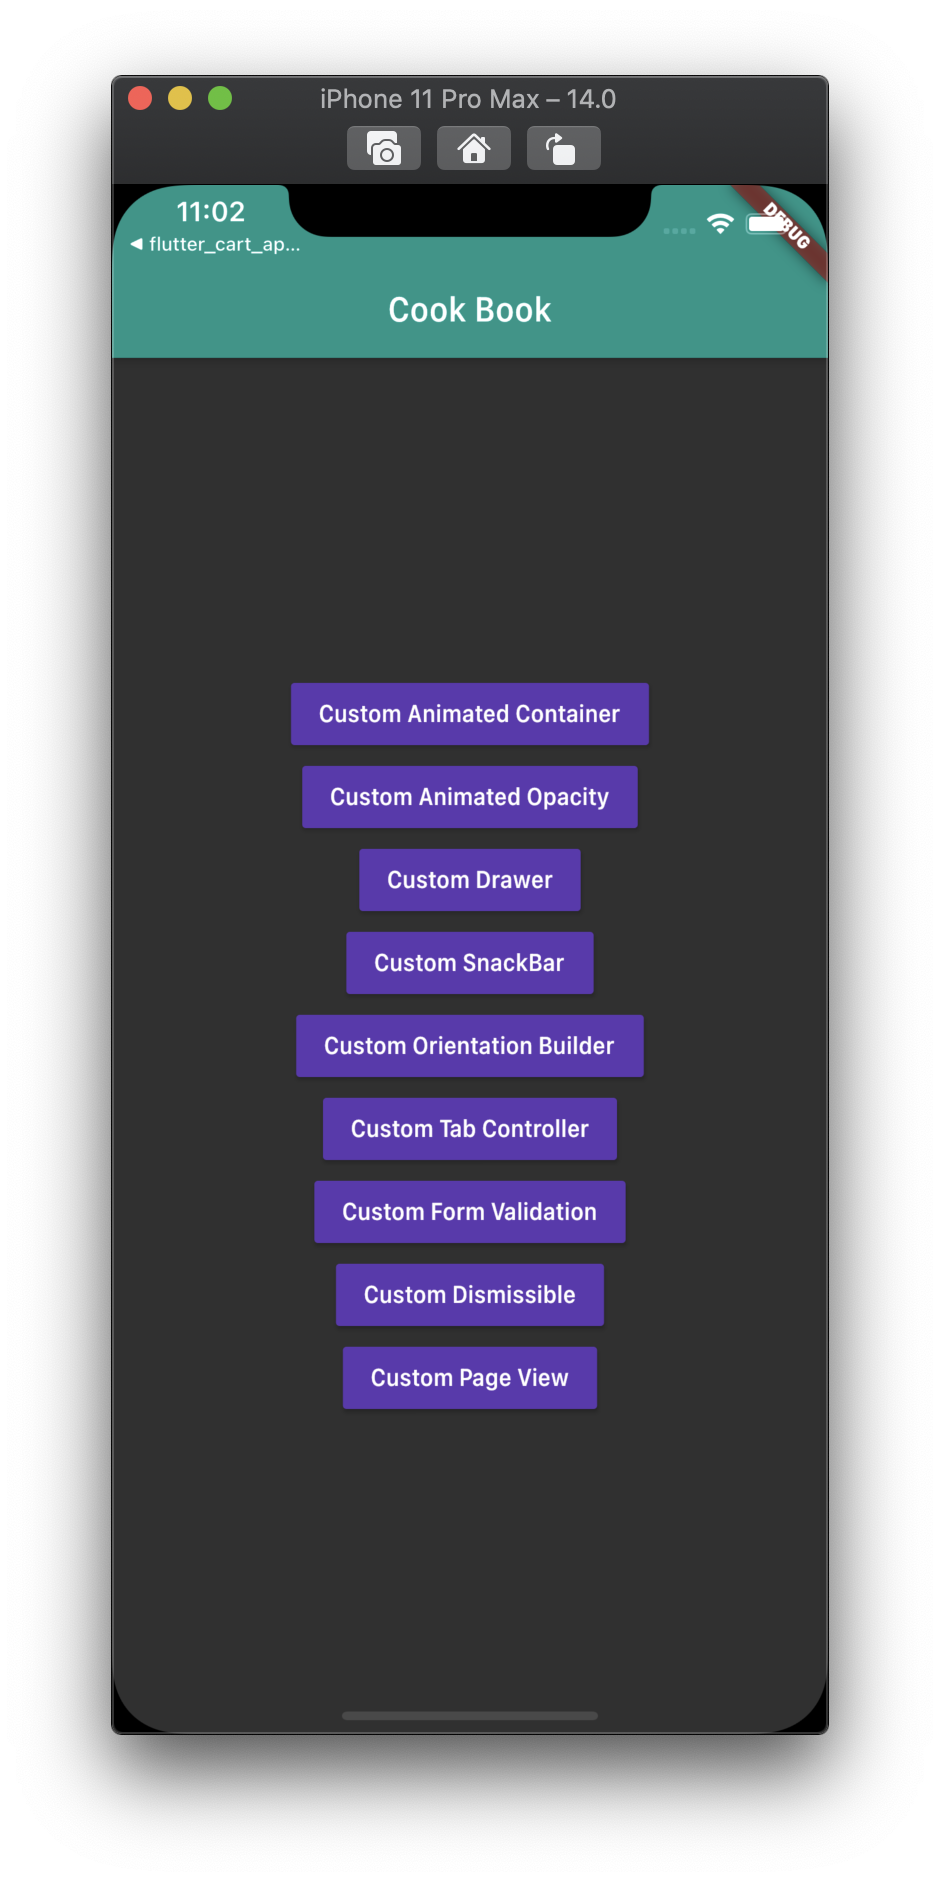 iPhone 11 Pro Max – 14.0
11:02
◀ flutter_cart_ap...
DEBUG
Cook Book
Custom Animated Container
Custom Animated Opacity
Custom Drawer
Custom SnackBar
Custom Orientation Builder
Custom Tab Controller
Custom Form Validation
Custom Dismissible
Custom Page View